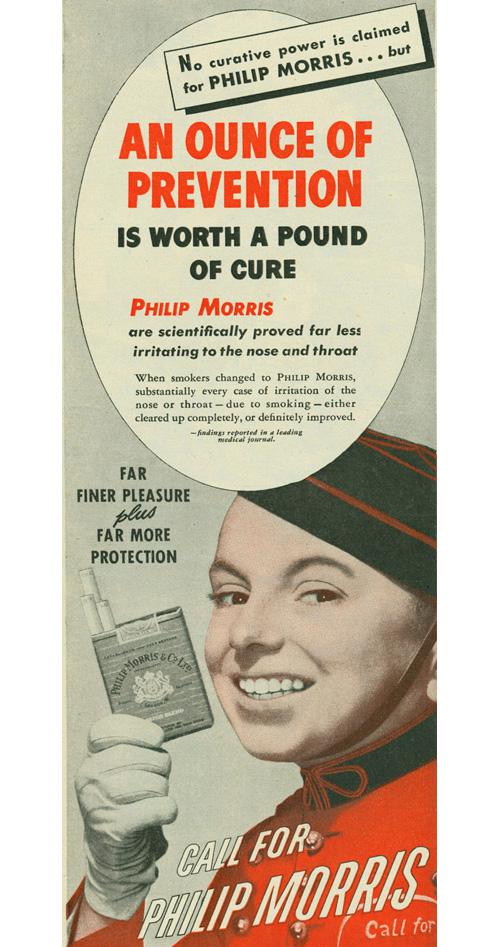 No curative power is claimed
for PHILIP MORRIS... but
AN OUNCE OF
PREVENTION
IS WORTH A POUND
OF CURE
PHILIP MORRIS
are scientifically proved far less
irritating to the nose and throat
When smokers changed to PHILIP MORRIS,
substantially every case of irritation of the
nose or throat—due to smoking—either
cleared up completely, or definitely improved.
—findings reported in a leading
medical journal.
FAR
FINER PLEASURE
plus
FAR MORE
PROTECTION
PHILIP MORRIS & Co. LTD.
BLEND
CALL FOR
PHILIP MORRIS
Call for